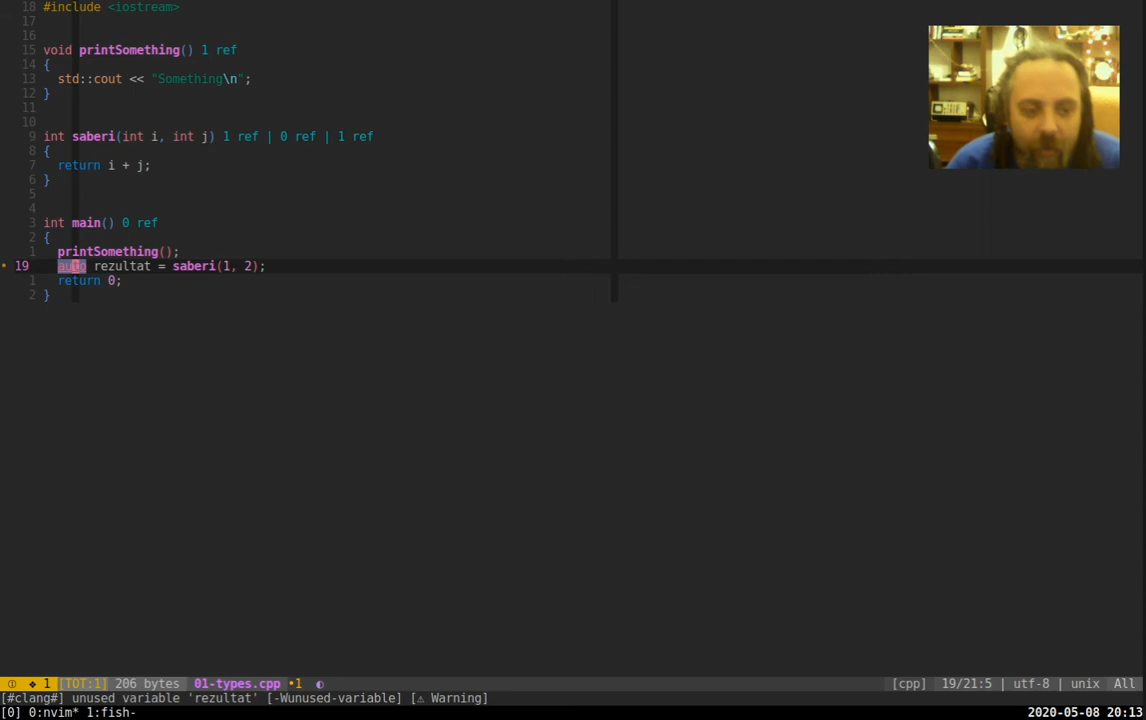 18 #include <iostream>
17
16
15 void printSomething() 1 ref
14 {
13 std::cout << "Something\n";
12 }
11
10
9 int saberi(int i, int j) 1 ref | 0 ref | 1 ref
8 {
7 return i + j;
6 }
5
4
3 int main() 0 ref
2 {
1 printSomething();
• 19 auto rezultat = saberi(1, 2);
1 return 0;
2 }
① ❖ 1 [TOT:1] 206 bytes 01-types.cpp •1 ◐ [cpp] 19/21:5 | utf-8 | unix All
[#clang#] unused variable 'rezultat' [-Wunused-variable] [⚠ Warning]
[0] 0:nvim* 1:fish- 2020-05-08 20:13